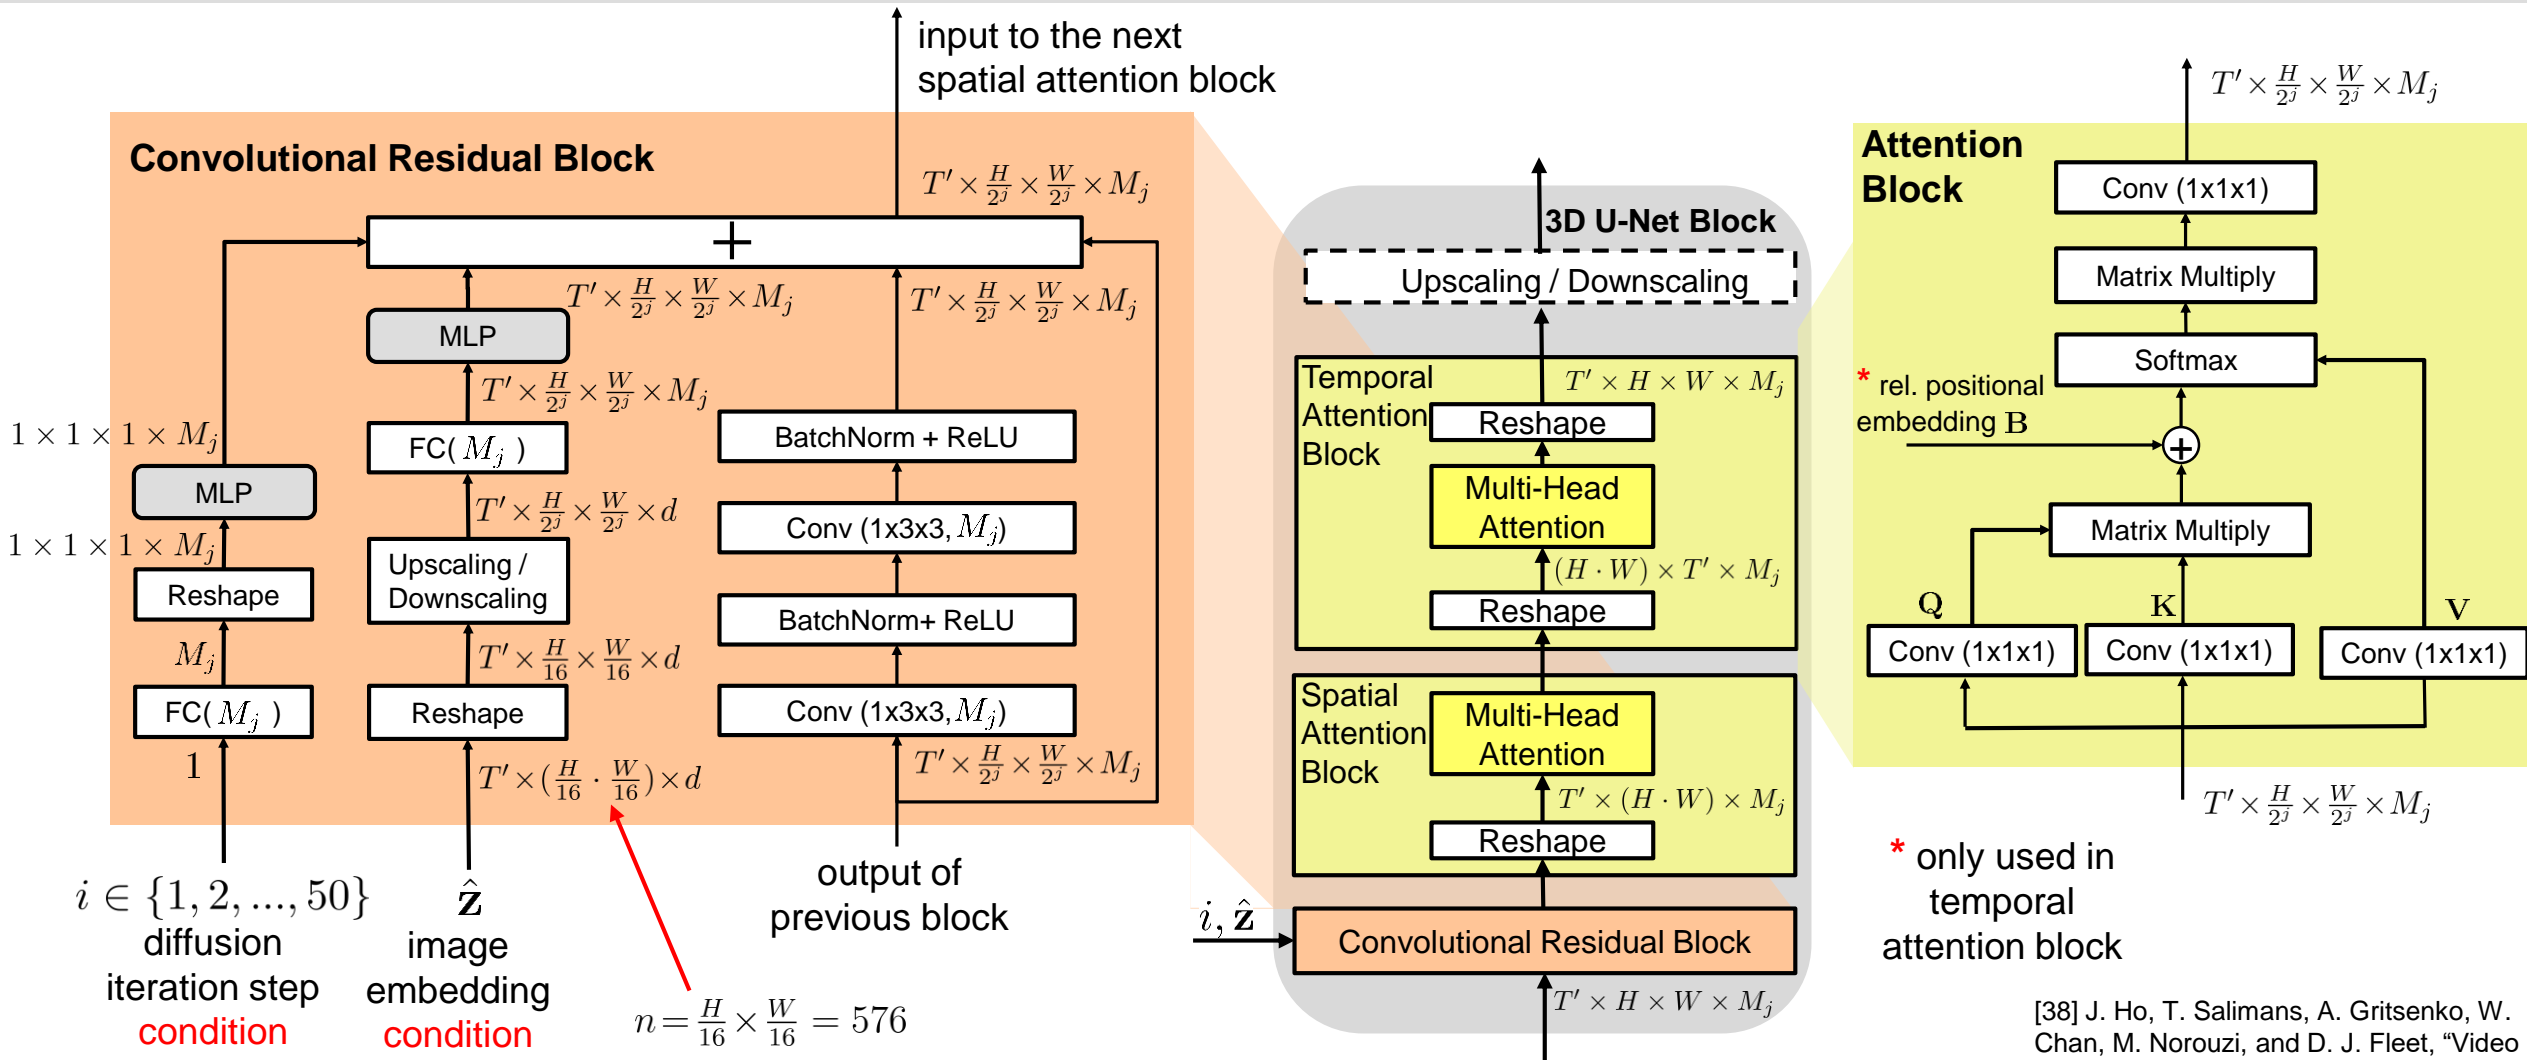 input to the next
spatial attention block
Convolutional Residual Block
T′ × H/2^j × W/2^j × M_j
+
T′ × H/2^j × W/2^j × M_j
T′ × H/2^j × W/2^j × M_j
MLP
T′ × H/2^j × W/2^j × M_j
1 × 1 × 1 × M_j
FC( M_j )
BatchNorm + ReLU
MLP
T′ × H/2^j × W/2^j × d
Conv (1x3x3, M_j)
1 × 1 × 1 × M_j
Reshape
Upscaling /
Downscaling
BatchNorm+ ReLU
M_j
T′ × H/16 × W/16 × d
FC( M_j )
Reshape
Conv (1x3x3, M_j)
1
T′ × (H/16 · W/16) × d
T′ × H/2^j × W/2^j × M_j
i ∈ {1, 2, ..., 50}
diffusion
iteration step
condition
ẑ
image
embedding
condition
output of
previous block
n = H/16 × W/16 = 576
3D U-Net Block
Upscaling / Downscaling
Temporal
Attention
Block
T′ × H × W × M_j
Reshape
Multi-Head
Attention
(H · W) × T′ × M_j
Reshape
Spatial
Attention
Block
Multi-Head
Attention
T′ × (H · W) × M_j
Reshape
i, ẑ
Convolutional Residual Block
T′ × H × W × M_j
T′ × H/2^j × W/2^j × M_j
Attention
Block
Conv (1x1x1)
Matrix Multiply
Softmax
* rel. positional
embedding B
+
Matrix Multiply
Q
K
V
Conv (1x1x1)
Conv (1x1x1)
Conv (1x1x1)
T′ × H/2^j × W/2^j × M_j
* only used in
temporal
attention block
[38] J. Ho, T. Salimans, A. Gritsenko, W.
Chan, M. Norouzi, and D. J. Fleet, “Video